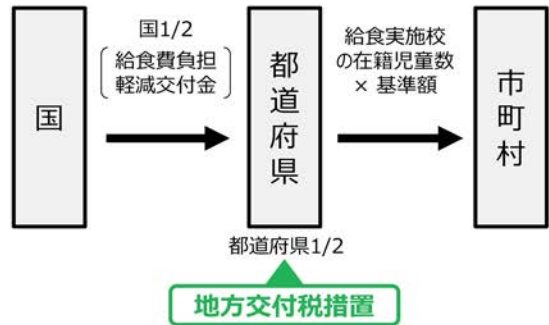 国
国1/2
給食費負担
軽減交付金
都道府県
給食実施校
の在籍児童数
× 基準額
市町村
都道府県1/2
地方交付税措置